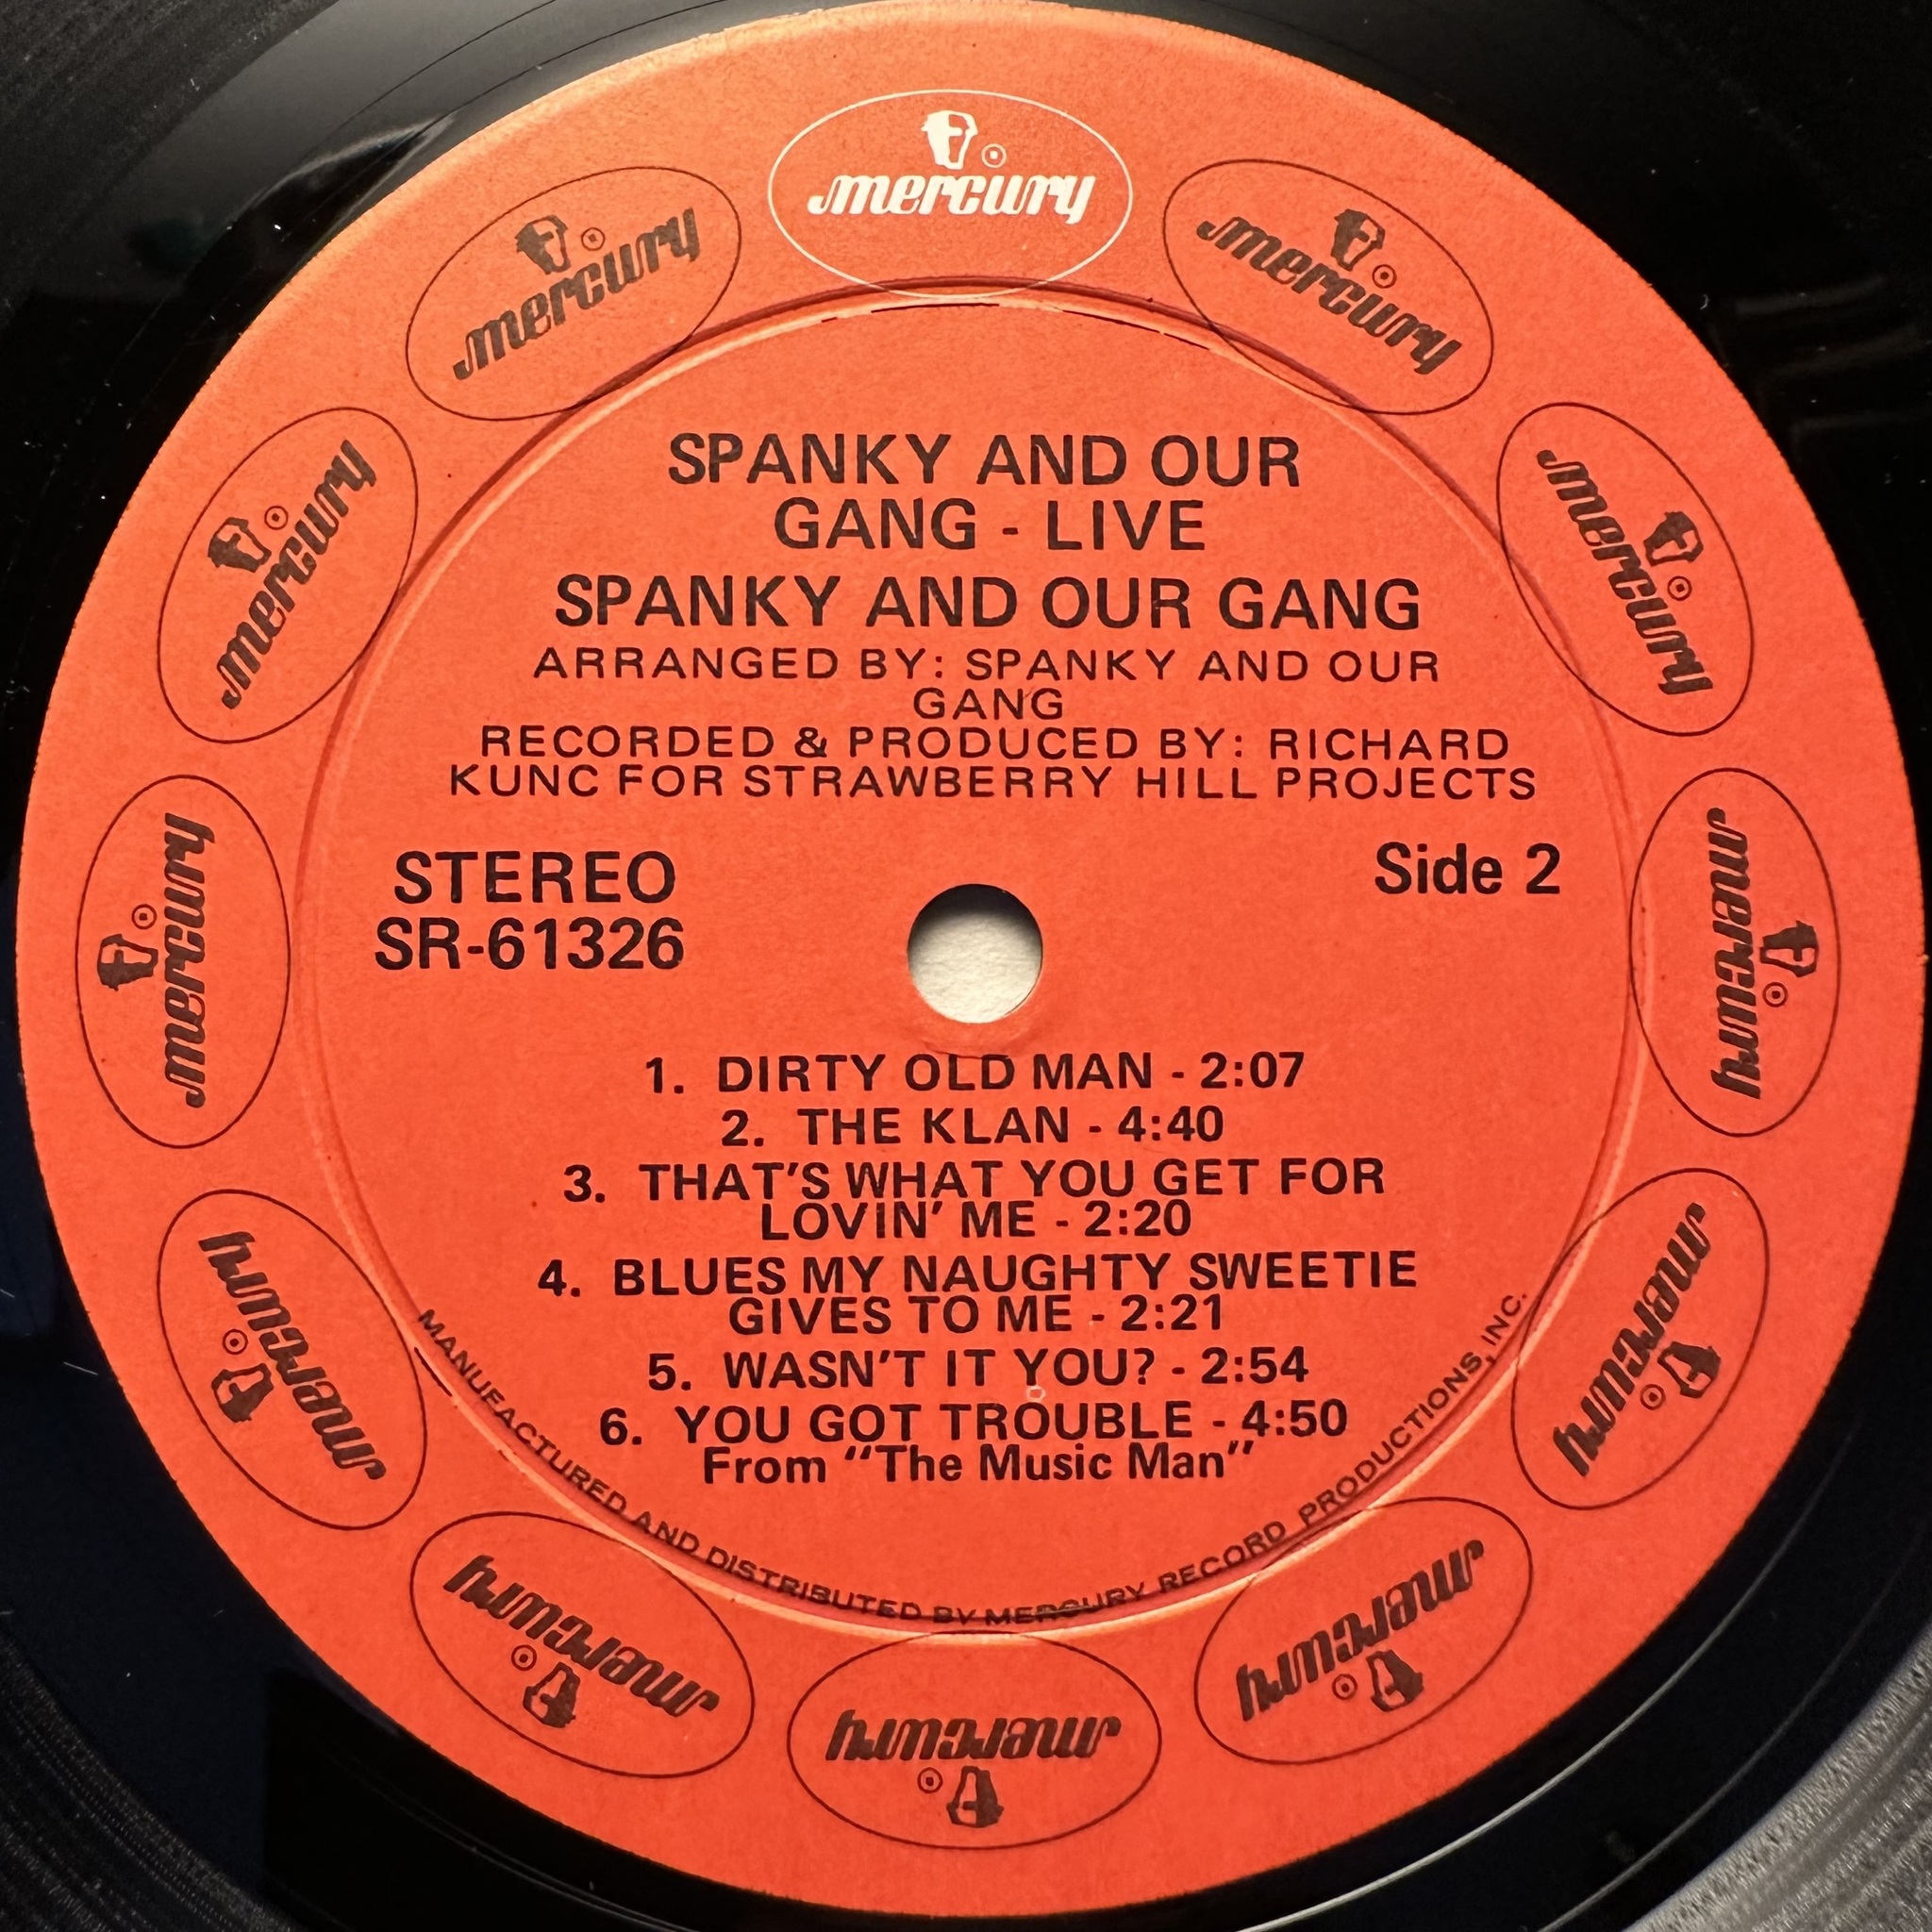 mercury
mercury
mercury
mercury
mercury
SPANKY AND OUR
GANG - LIVE
SPANKY AND OUR GANG
ARRANGED BY: SPANKY AND OUR
GANG
RECORDED & PRODUCED BY: RICHARD
KUNC FOR STRAWBERRY HILL PROJECTS
mercury
mercury
STEREO
Side 2
SR-61326
1. DIRTY OLD MAN - 2:07
2. THE KLAN - 4:40
3. THAT'S WHAT YOU GET FOR
LOVIN' ME - 2:20
4. BLUES MY NAUGHTY SWEETIE
GIVES TO ME - 2:21
5. WASN'T IT YOU? - 2:54
6. YOU GOT TROUBLE - 4:50
From "The Music Man"
MANUFACTURED AND DISTRIBUTED BY MERCURY RECORD PRODUCTIONS, INC.
mercury
mercury
mercury
mercury
mercury